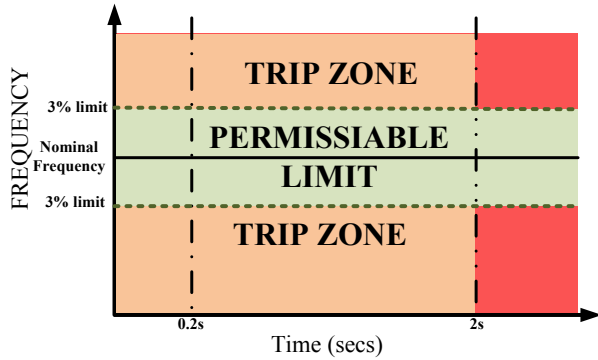 TRIP ZONE
3% limit
PERMISSIABLE
Nominal
Frequency
LIMIT
3% limit
TRIP ZONE
FREQUENCY
0.2s
2s
Time (secs)